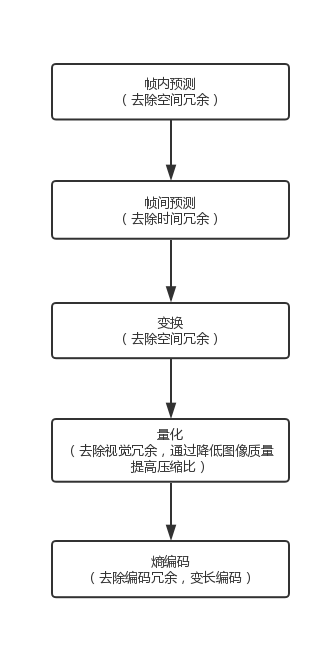 帧内预测
（去除空间冗余）
帧间预测
（去除时间冗余）
变换
（去除空间冗余）
量化
（去除视觉冗余，通过降低图像质量
提高压缩比）
熵编码
（去除编码冗余，变长编码）